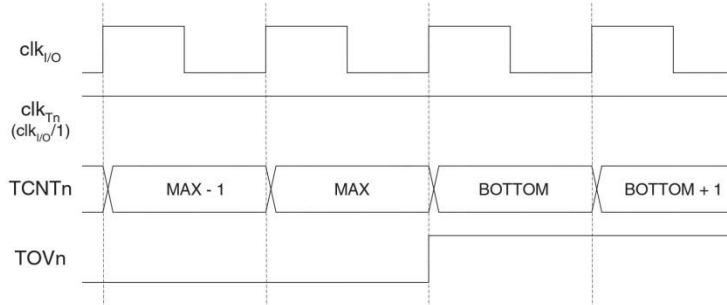 clkI/O
clkTn
(clkI/O/1)
TCNTn MAX - 1 MAX BOTTOM BOTTOM + 1
TOVn